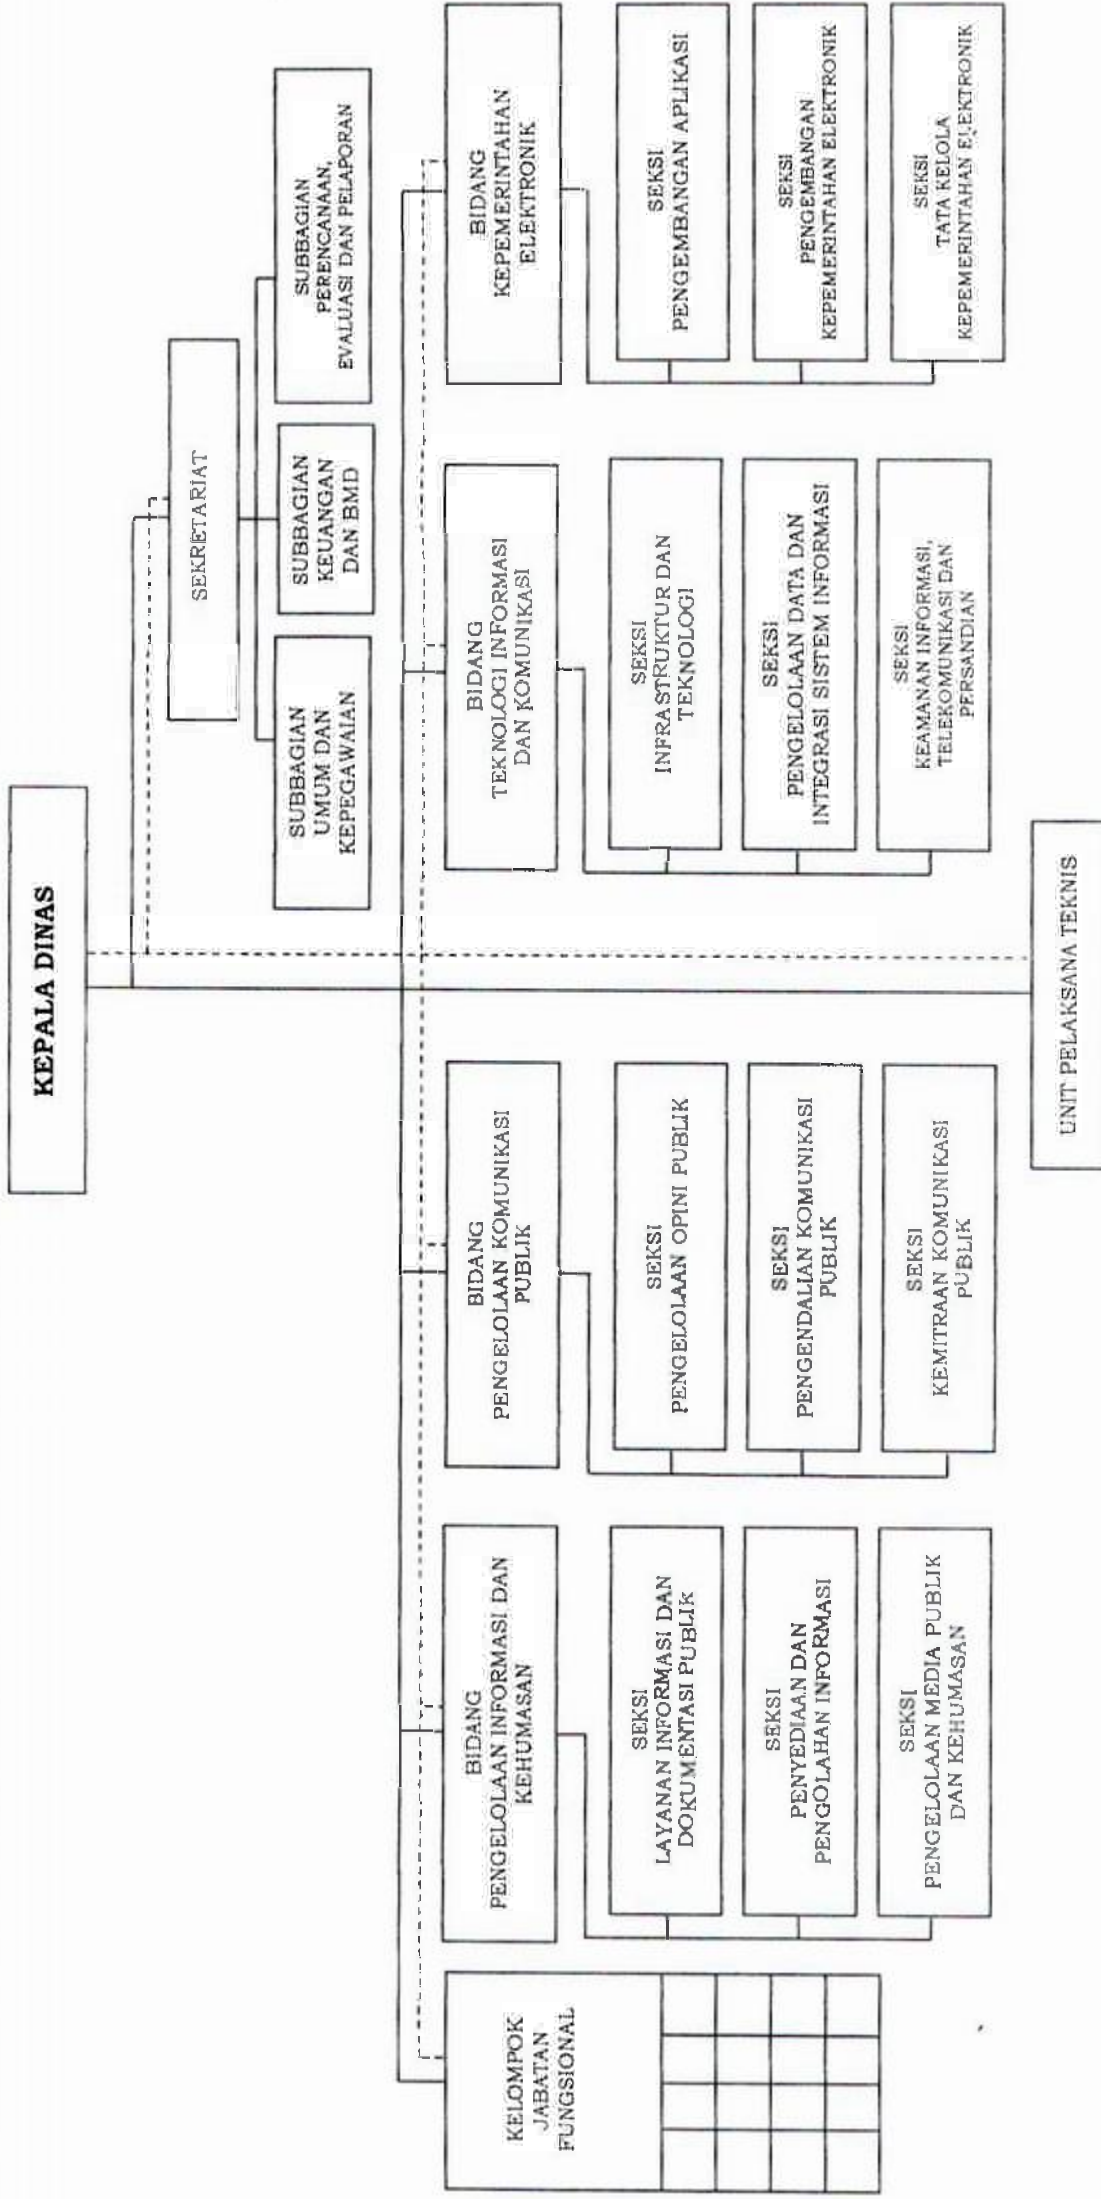 KEPALA DINAS
SEKRETARIAT
SUBBAGIAN
UMUM DAN
KEPEGAWAIAN
SUBBAGIAN
KEUANGAN
DAN BMD
SUBBAGIAN
PERENCANAAN,
EVALUASI DAN PELAPORAN
KELOMPOK
JABATAN
FUNGSIONAL
BIDANG
PENGELOLAAN INFORMASI DAN
KEHUMASAN
SEKSI
LAYANAN INFORMASI DAN
DOKUMENTASI PUBLIK
SEKSI
PENYEDIAAN DAN
PENGOLAHAN INFORMASI
SEKSI
PENGELOLAAN MEDIA PUBLIK
DAN KEHUMASAN
BIDANG
PENGELOLAAN KOMUNIKASI
PUBLIK
SEKSI
PENGELOLAAN OPINI PUBLIK
SEKSI
PENGENDALIAN KOMUNIKASI
PUBLIK
SEKSI
KEMITRAAN KOMUNIKASI
PUBLIK
BIDANG
TEKNOLOGI INFORMASI
DAN KOMUNIKASI
SEKSI
INFRASTRUKTUR DAN
TEKNOLOGI
SEKSI
PENGELOLAAN DATA DAN
INTEGRASI SISTEM INFORMASI
SEKSI
KEAMANAN INFORMASI,
TELEKOMUNIKASI DAN
PERSANDIAN
BIDANG
KEPEMERINTAHAN
ELEKTRONIK
SEKSI
PENGEMBANGAN APLIKASI
SEKSI
PENGEMBANGAN
KEPEMERINTAHAN ELEKTRONIK
SEKSI
TATA KELOLA
KEPEMERINTAHAN ELEKTRONIK
UNIT PELAKSANA TEKNIS